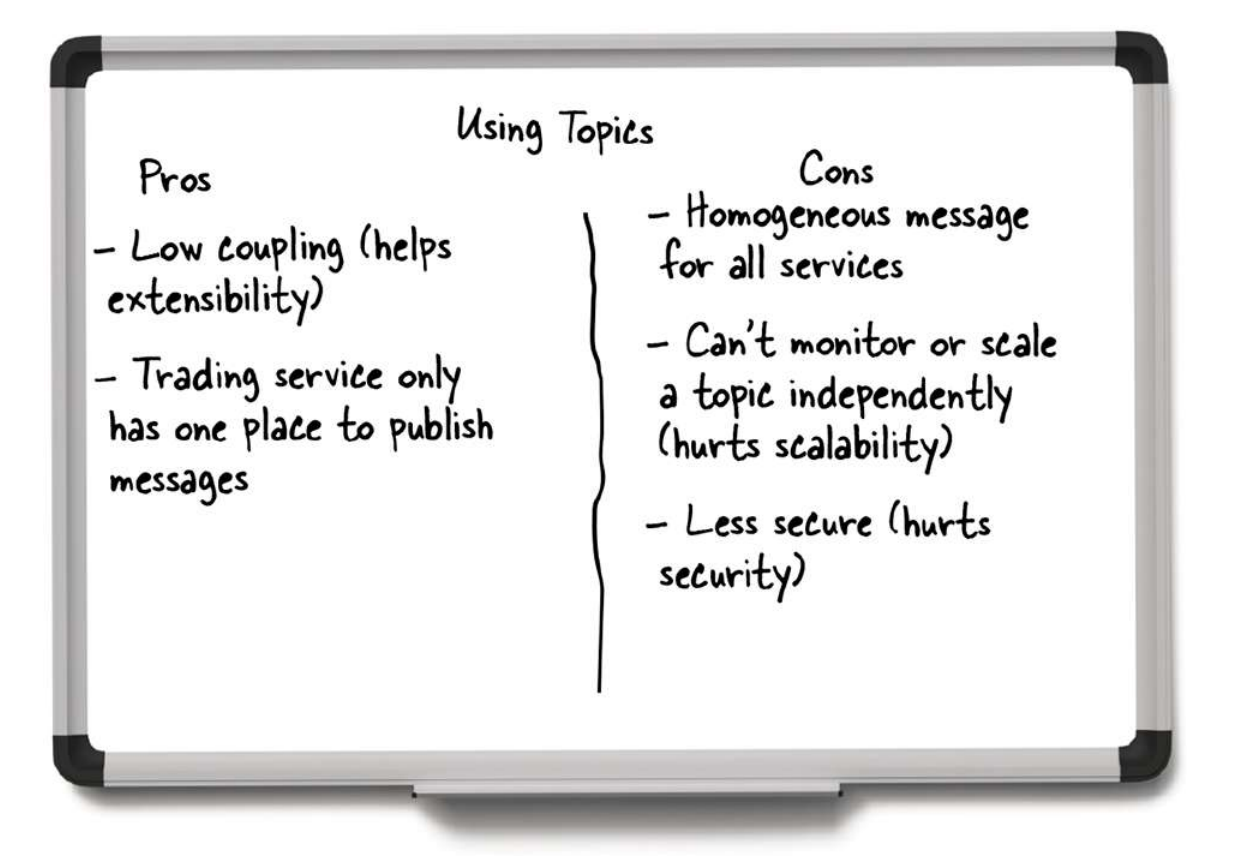 Using Topics
Pros
– Low coupling (helps
extensibility)
– Trading service only
has one place to publish
messages
Cons
– Homogeneous message
for all services
– Can't monitor or scale
a topic independently
(hurts scalability)
– Less secure (hurts
security)